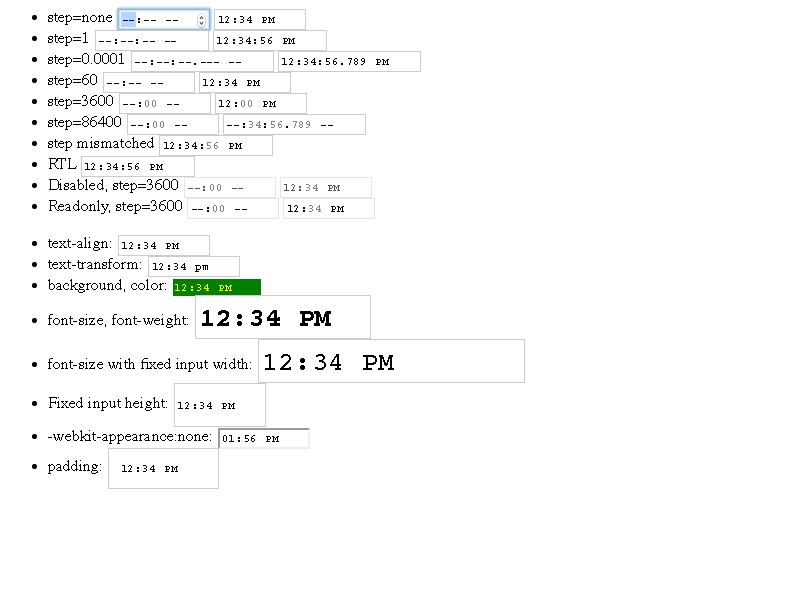 step=none --:-- -- 12:34 PM
step=1 --:--:-- -- 12:34:56 PM
step=0.0001 --:--:--.--- -- 12:34:56.789 PM
step=60 --:-- -- 12:34 PM
step=3600 --:00 -- 12:00 PM
step=86400 --:00 -- --:34:56.789 --
step mismatched 12:34:56 PM
RTL 12:34:56 PM
Disabled, step=3600 --:00 -- 12:34 PM
Readonly, step=3600 --:00 -- 12:34 PM
text-align: 12:34 PM
text-transform: 12:34 pm
background, color: 12:34 PM
font-size, font-weight: 12:34 PM
font-size with fixed input width: 12:34 PM
Fixed input height: 12:34 PM
-webkit-appearance:none: 01:56 PM
padding: 12:34 PM